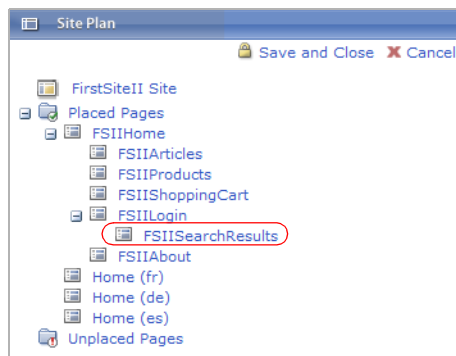 Site Plan
Save and Close Cancel
FirstSiteII Site
Placed Pages
FSIIHome
FSIIArticles
FSIIProducts
FSIIShoppingCart
FSIILogin
FSIISearchResults
FSIIAbout
Home (fr)
Home (de)
Home (es)
Unplaced Pages